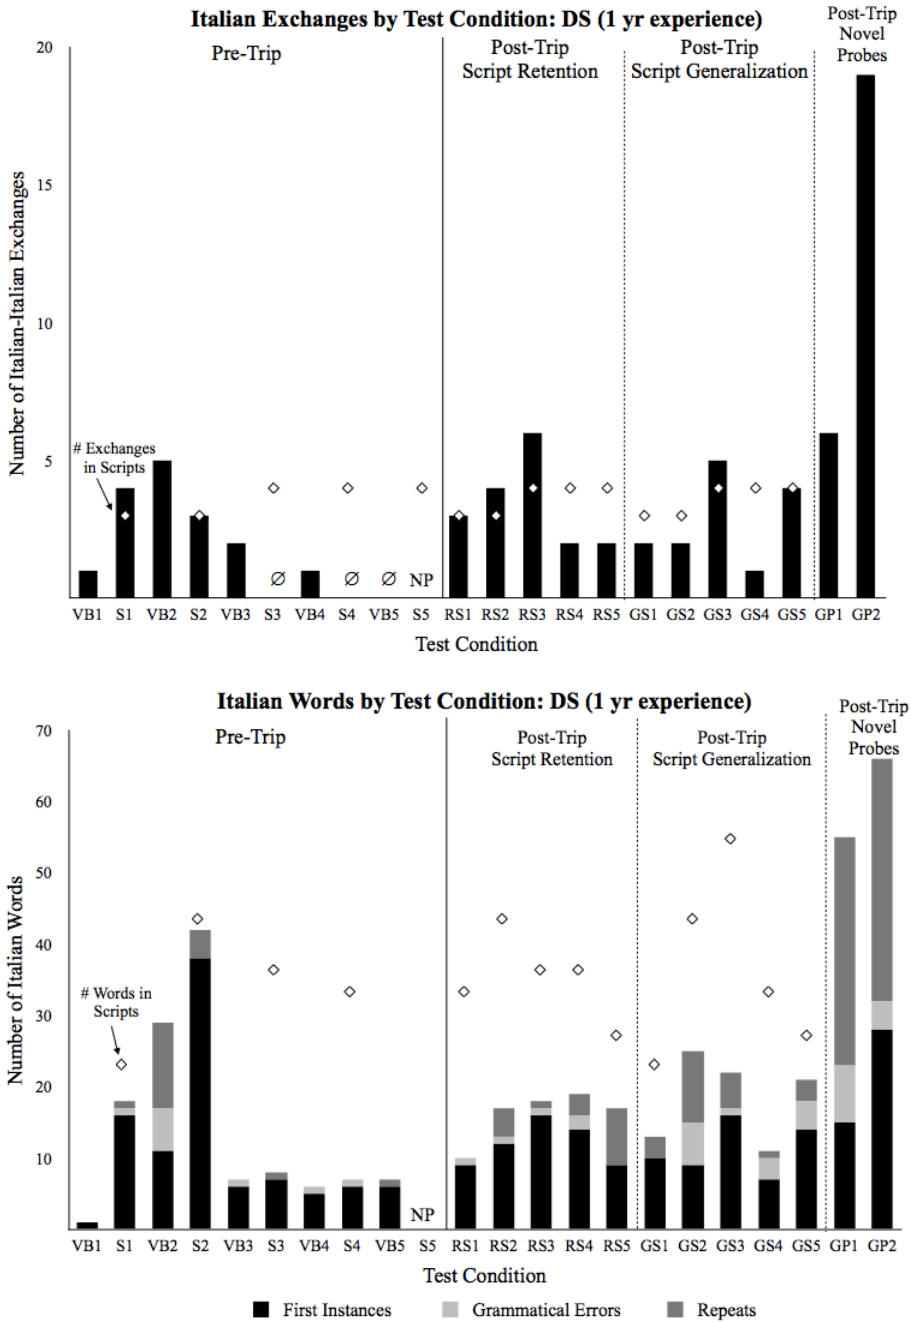 Italian Exchanges by Test Condition: DS (1 yr experience)
Post-Trip
Novel
Probes
Pre-Trip
Post-Trip
Script Retention
Post-Trip
Script Generalization
Number of Italian-Italian Exchanges
20
15
10
5
# Exchanges
in Scripts
∅ ∅ ∅ NP
VB1 S1 VB2 S2 VB3 S3 VB4 S4 VB5 S5 RS1 RS2 RS3 RS4 RS5 GS1 GS2 GS3 GS4 GS5 GP1 GP2
Test Condition
Italian Words by Test Condition: DS (1 yr experience)
Post-Trip
Novel
Probes
Pre-Trip
Post-Trip
Script Retention
Post-Trip
Script Generalization
Number of Italian Words
70
60
50
40
30
20
10
# Words in
Scripts
NP
VB1 S1 VB2 S2 VB3 S3 VB4 S4 VB5 S5 RS1 RS2 RS3 RS4 RS5 GS1 GS2 GS3 GS4 GS5 GP1 GP2
Test Condition
First Instances Grammatical Errors Repeats